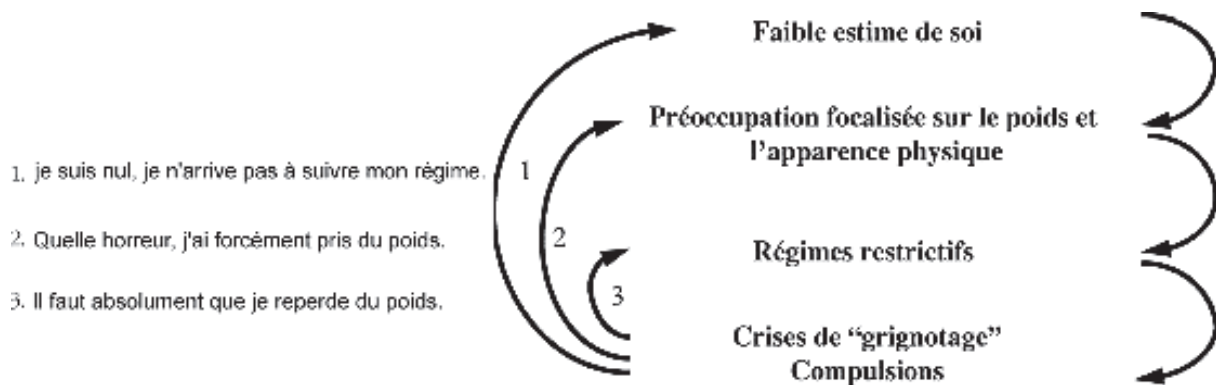 Faible estime de soi
Préoccupation focalisée sur le poids et
l'apparence physique
1. je suis nul, je n'arrive pas à suivre mon régime.
1
2. Quelle horreur, j'ai forcément pris du poids.
2
Régimes restrictifs
3. Il faut absolument que je reperde du poids.
3
Crises de “grignotage”
Compulsions